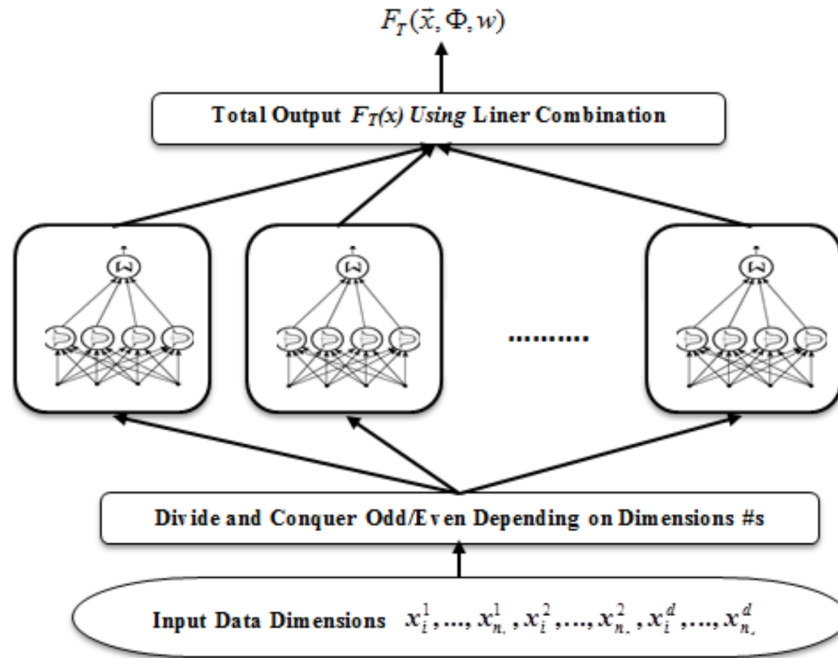 F_T(x⃗, Φ, w)
Total Output F_T(x) Using Liner Combination
Σ Σ Σ
..........
Divide and Conquer Odd/Even Depending on Dimensions #s
Input Data Dimensions x_i^1,...,x_n^1,x_i^2,...,x_n^2,x_i^d,...,x_n^d